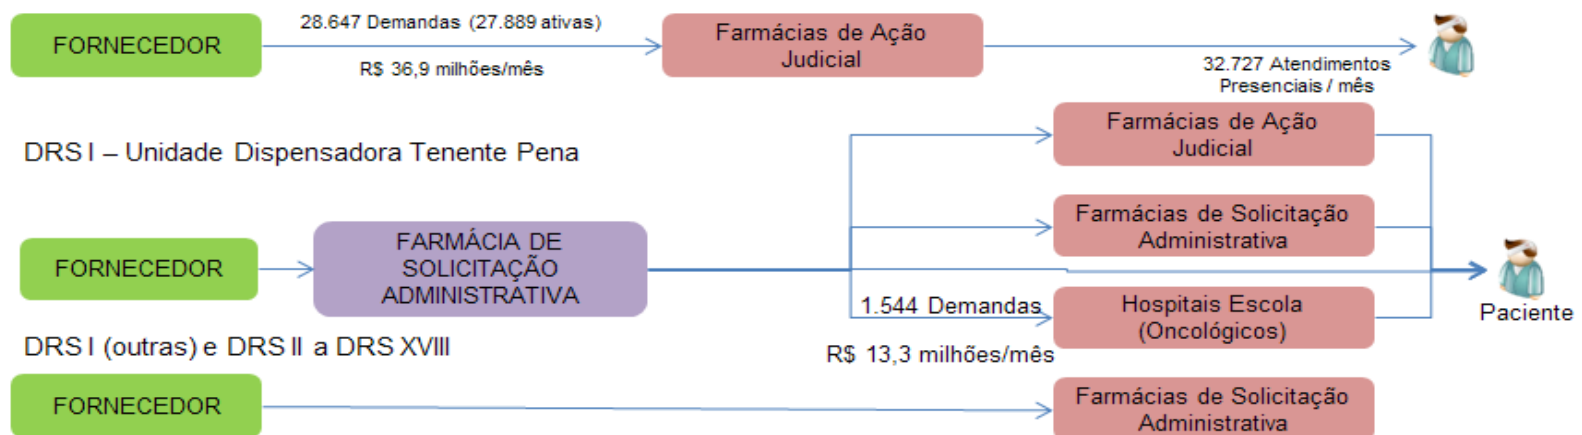 28.647 Demandas (27.889 ativas)
FORNECEDOR
R$ 36,9 milhões/mês
Farmácias de Ação
Judicial
32.727 Atendimentos
Presenciais / mês
DRS I – Unidade Dispensadora Tenente Pena
Farmácias de Ação
Judicial
FORNECEDOR
FARMÁCIA DE
SOLICITAÇÃO
ADMINISTRATIVA
Farmácias de Solicitação
Administrativa
1.544 Demandas
R$ 13,3 milhões/mês
Hospitais Escola
(Oncológicos)
Paciente
DRS I (outras) e DRS II a DRS XVIII
FORNECEDOR
Farmácias de Solicitação
Administrativa